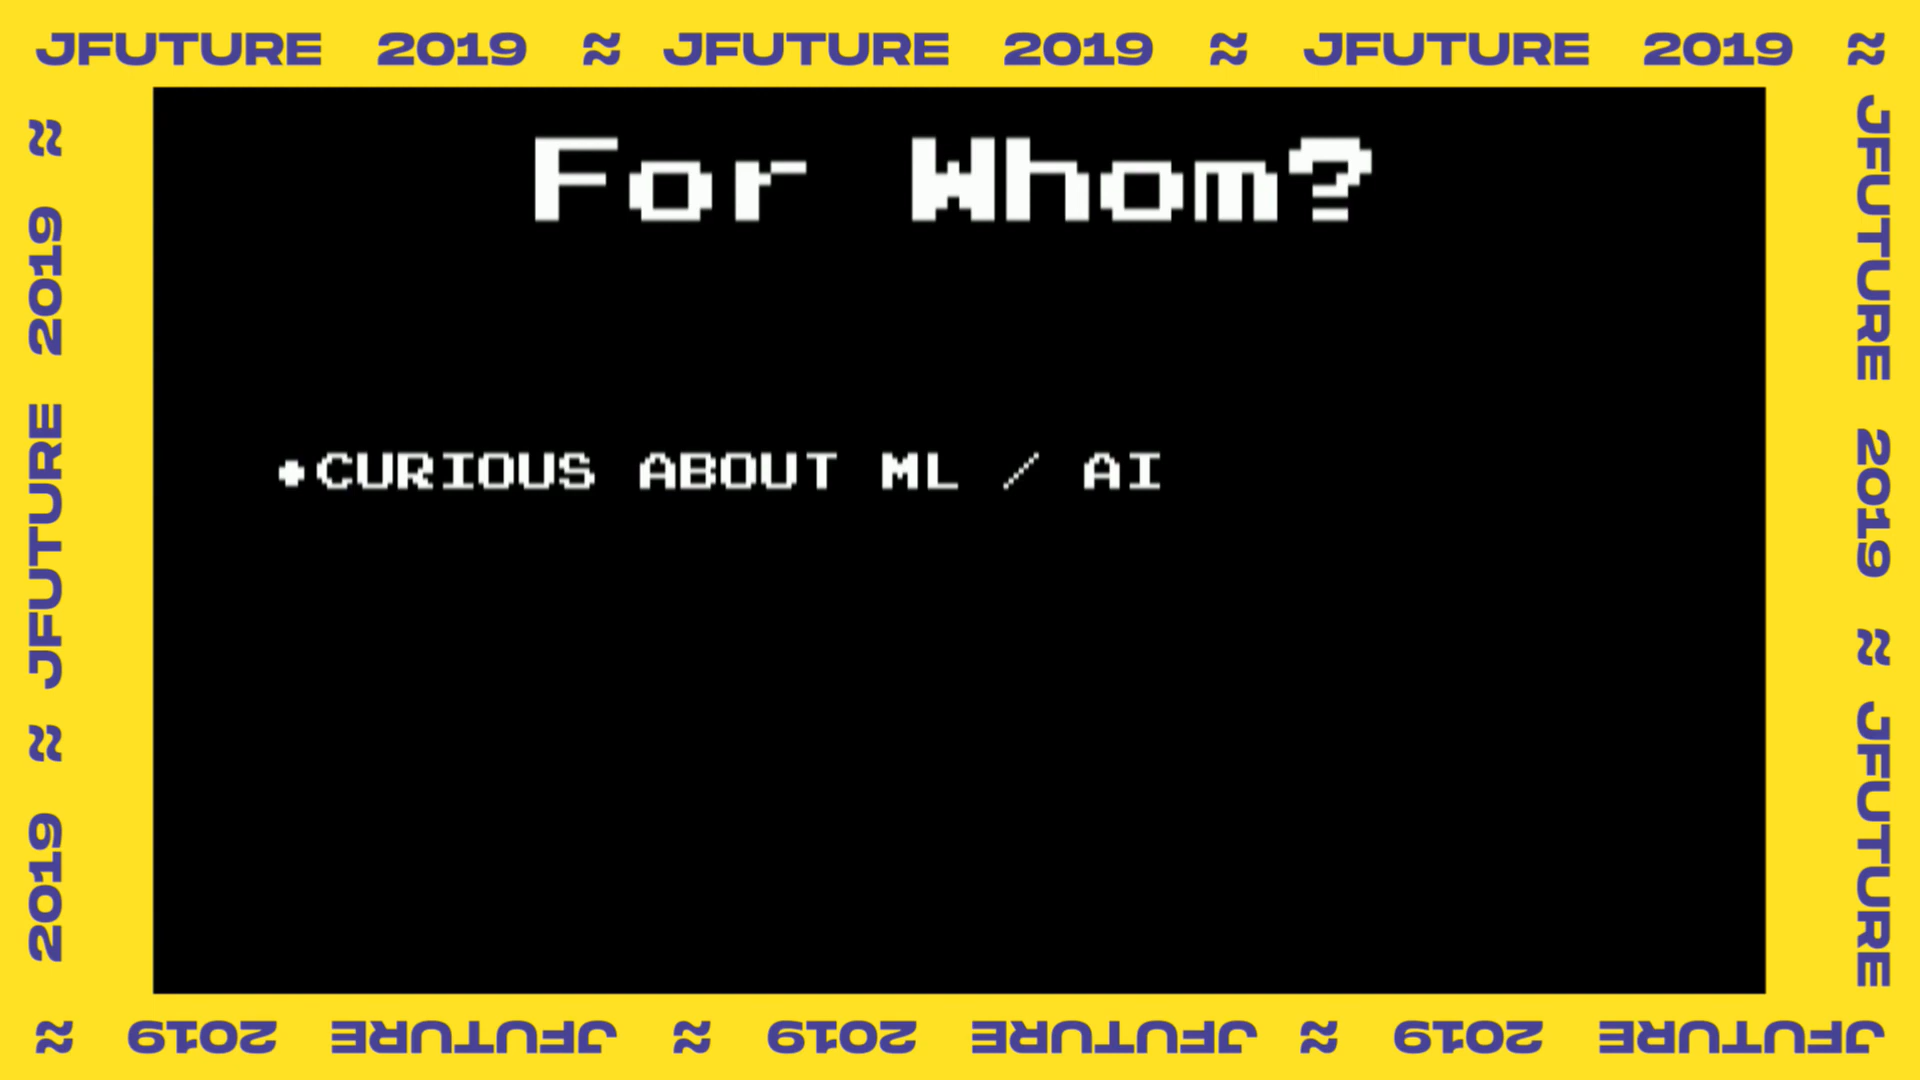 JFUTURE 2019 ≈ JFUTURE 2019 ≈ JFUTURE 2019 ≈
For Whom?
•CURIOUS ABOUT ML / AI
JFUTURE 2019 ≈ JFUTURE
JFUTURE 2019 ≈ JFUTURE 2019 ≈ JFUTURE 2019 ≈
2019 ≈ JFUTURE 2019 ≈